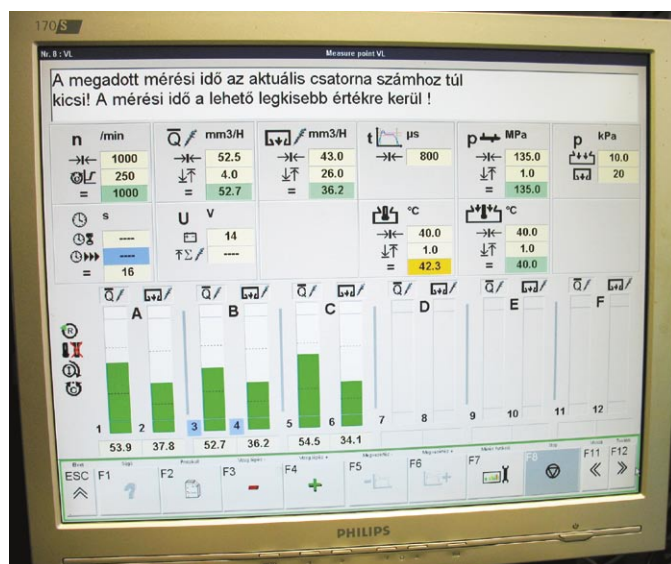 170 S
Nr. 8 : VL Measure point VL
A megadott mérési idő az aktuális csatorna számhoz túl
kicsi! A mérési idő a lehető legkisebb értékre kerül !
n /min Q mm3/H mm3/H t µs p MPa p kPa
1000 52.5 43.0 800 135.0 10.0
250 4.0 26.0 1.0 20
= 1000 = 52.7 = 36.2 = 135.0
s U V °C °C
---- 14 40.0 40.0
---- ---- 1.0 1.0
= 16 = 42.3 = 40.0
Q Q Q Q Q Q
A B C D E F
R
1 2 3 4 5 6 7 8 9 10 11 12
53.9 37.8 52.7 36.2 54.5 34.1
ESC F1 F2 F3 F4 F5 F6 F7 F8 F11 F12
PHILIPS